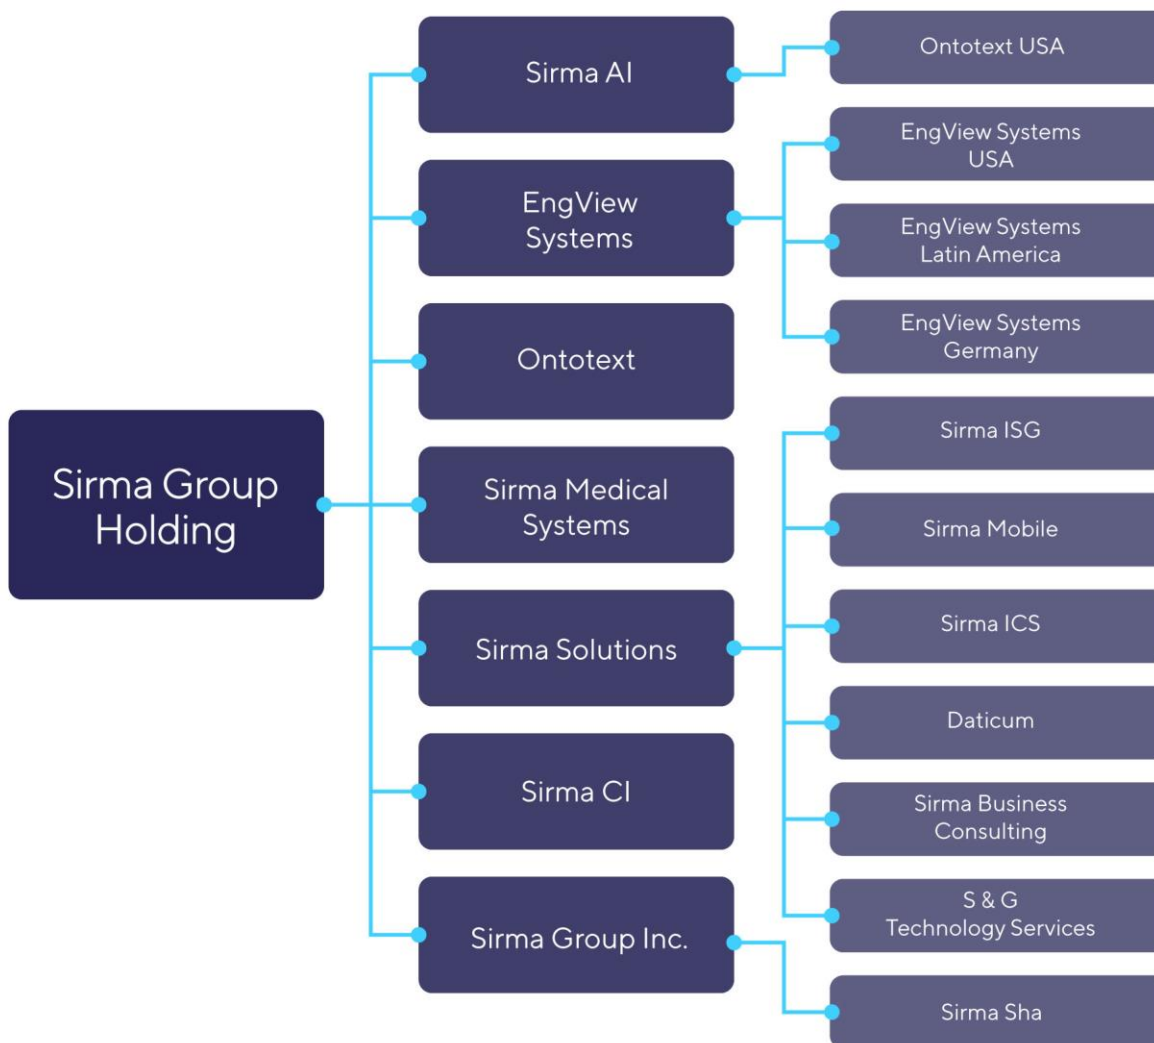 Sirma Group
Holding
Sirma AI
EngView
Systems
Ontotext
Sirma Medical
Systems
Sirma Solutions
Sirma CI
Sirma Group Inc.
Ontotext USA
EngView Systems
USA
EngView Systems
Latin America
EngView Systems
Germany
Sirma ISG
Sirma Mobile
Sirma ICS
Daticum
Sirma Business
Consulting
S & G
Technology Services
Sirma Sha